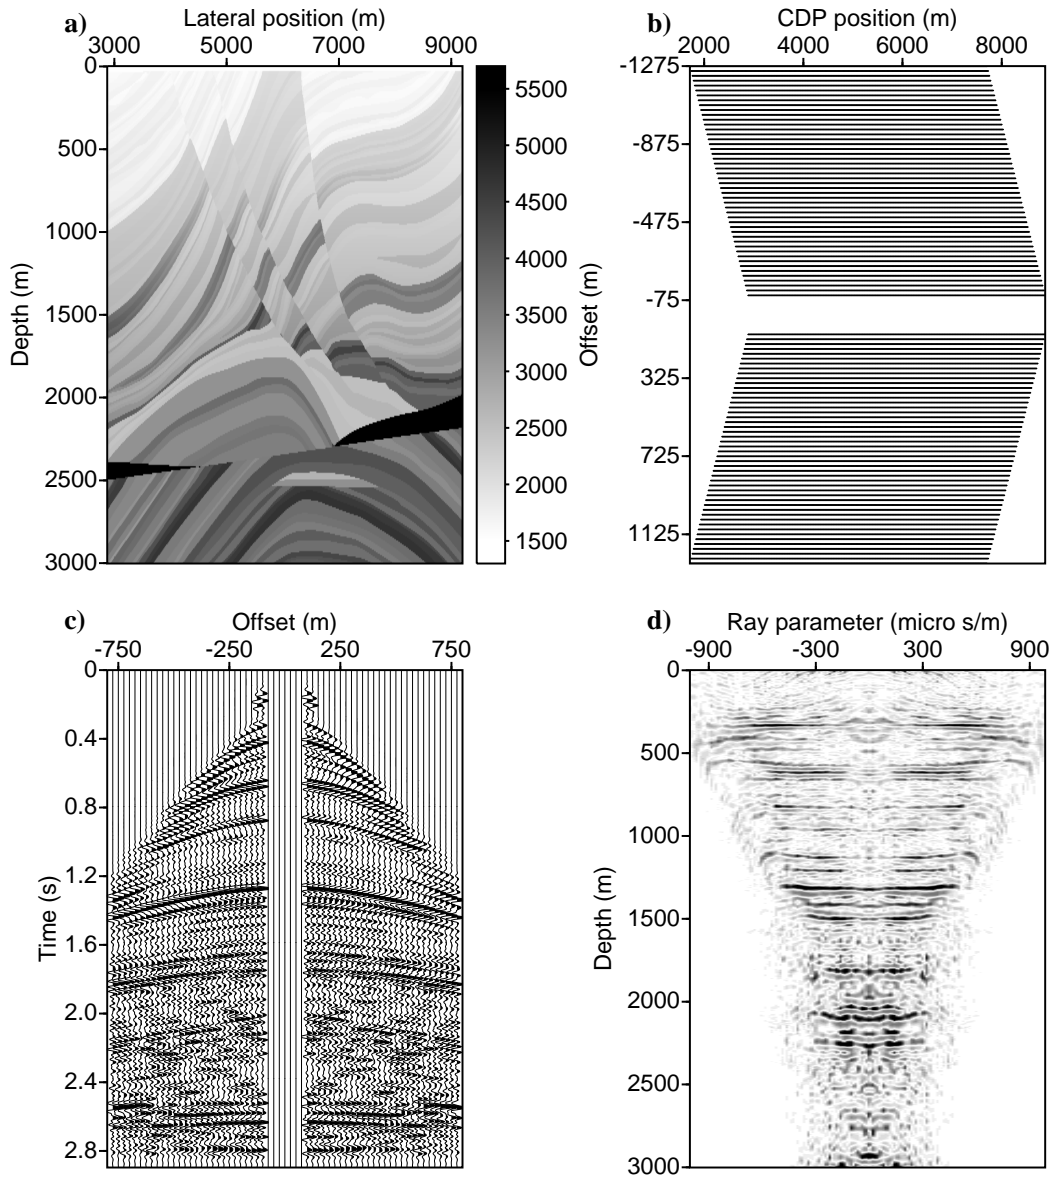 a)
Lateral position (m)
3000 5000 7000 9000
Depth (m)
0
500
1000
1500
2000
2500
3000
5500
5000
4500
4000
3500
3000
2500
2000
1500
b)
CDP position (m)
2000 4000 6000 8000
Offset (m)
-1275
-875
-475
-75
325
725
1125
c)
Offset (m)
-750 -250 250 750
Time (s)
0
0.4
0.8
1.2
1.6
2.0
2.4
2.8
d)
Ray parameter (micro s/m)
-900 -300 300 900
Depth (m)
0
500
1000
1500
2000
2500
3000